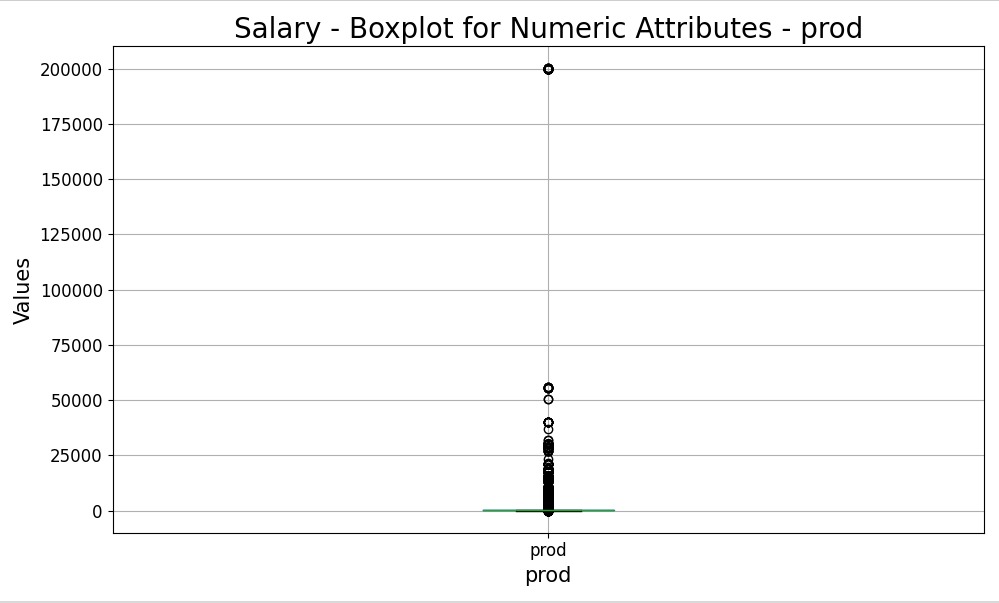 Salary - Boxplot for Numeric Attributes - prod
200000
175000
150000
125000
100000
75000
50000
25000
0
Values
prod
prod